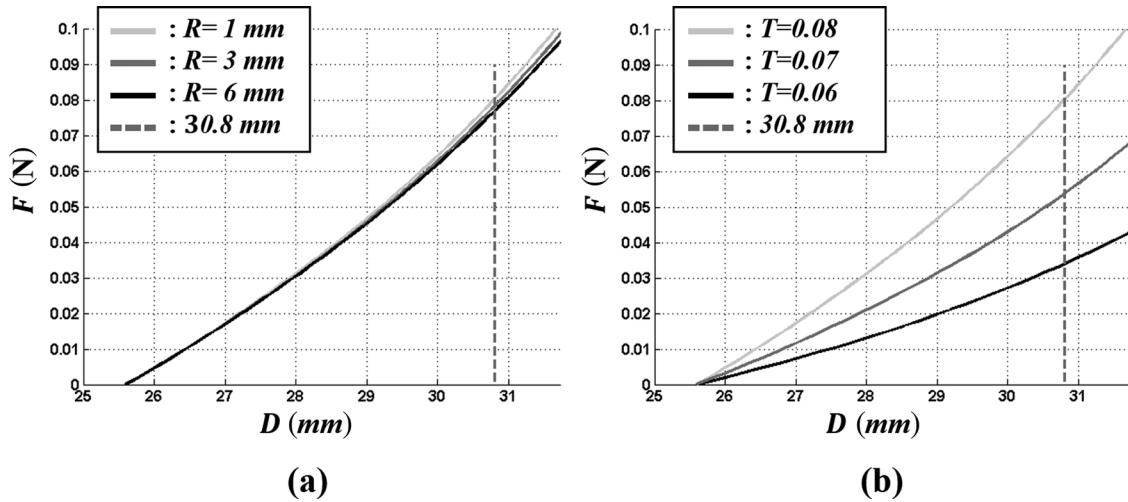 : R= 1 mm
: R= 3 mm
: R= 6 mm
: 30.8 mm
0.1
0.09
0.08
0.07
0.06
0.05
0.04
0.03
0.02
0.01
0
F (N)
25 26 27 28 29 30 31
D (mm)
(a)
: T=0.08
: T=0.07
: T=0.06
: 30.8 mm
0.1
0.09
0.08
0.07
0.06
0.05
0.04
0.03
0.02
0.01
0
F (N)
25 26 27 28 29 30 31
D (mm)
(b)